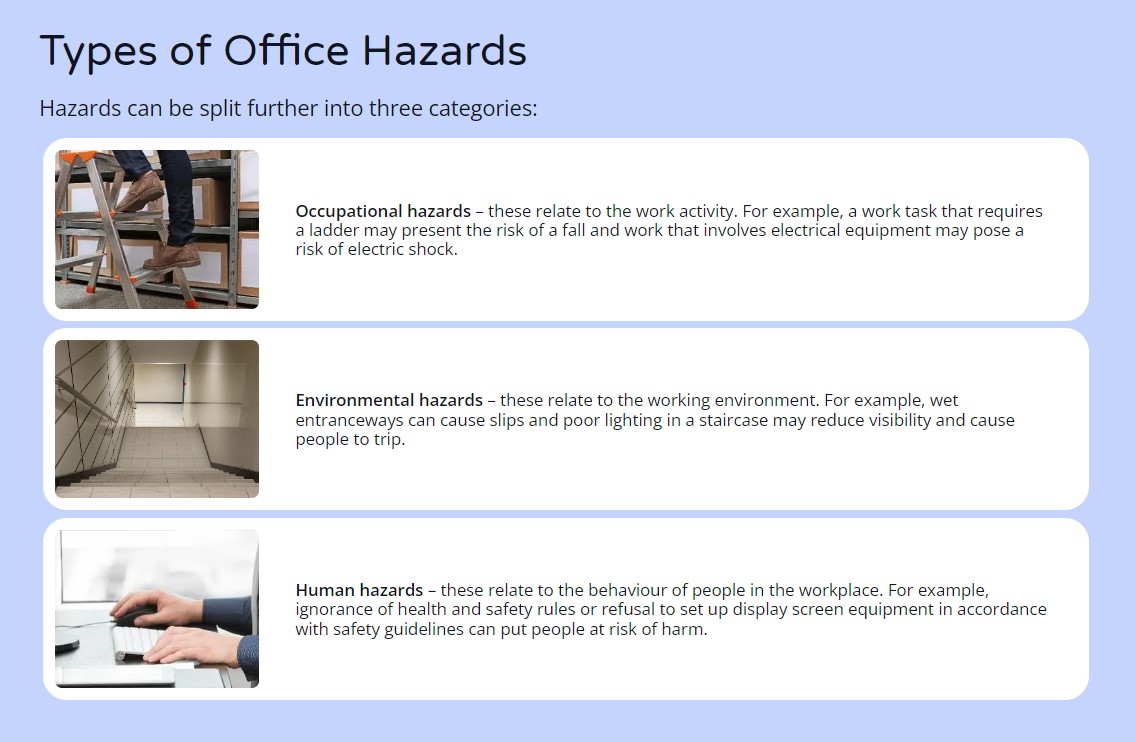 Types of Office Hazards
Hazards can be split further into three categories:
Occupational hazards – these relate to the work activity. For example, a work task that requires
a ladder may present the risk of a fall and work that involves electrical equipment may pose a
risk of electric shock.
Environmental hazards – these relate to the working environment. For example, wet
entranceways can cause slips and poor lighting in a staircase may reduce visibility and cause
people to trip.
Human hazards – these relate to the behaviour of people in the workplace. For example,
ignorance of health and safety rules or refusal to set up display screen equipment in accordance
with safety guidelines can put people at risk of harm.